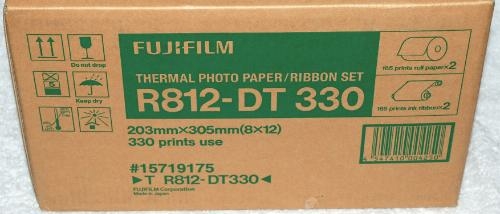 Do not drop
Keep dry
FUJIFILM
THERMAL PHOTO PAPER/RIBBON SET
R812-DT 330
203mm×305mm(8×12)
330 prints use
#15719175
►T R812-DT330◄
FUJIFILM Corporation
Made in Japan
165 prints roll paper×2
165 prints ink ribbon×2